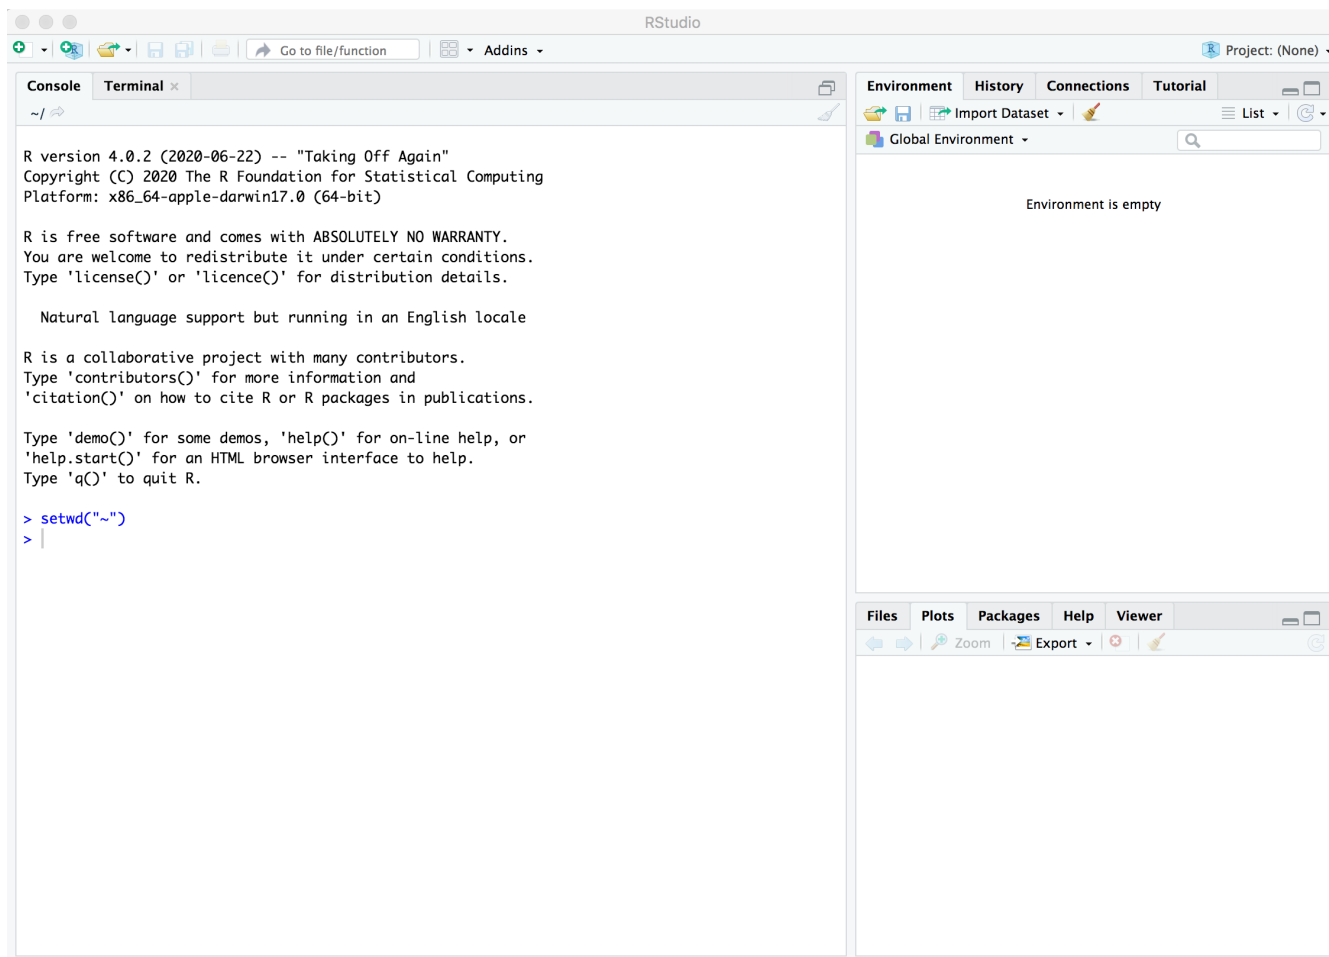 RStudio
Go to file/function Addins Project: (None)
Console Terminal
~/
R version 4.0.2 (2020-06-22) -- "Taking Off Again"
Copyright (C) 2020 The R Foundation for Statistical Computing
Platform: x86_64-apple-darwin17.0 (64-bit)
R is free software and comes with ABSOLUTELY NO WARRANTY.
You are welcome to redistribute it under certain conditions.
Type 'license()' or 'licence()' for distribution details.
Natural language support but running in an English locale
R is a collaborative project with many contributors.
Type 'contributors()' for more information and
'citation()' on how to cite R or R packages in publications.
Type 'demo()' for some demos, 'help()' for on-line help, or
'help.start()' for an HTML browser interface to help.
Type 'q()' to quit R.
> setwd("~")
>
Environment History Connections Tutorial
Import Dataset List
Global Environment
Environment is empty
Files Plots Packages Help Viewer
Zoom Export